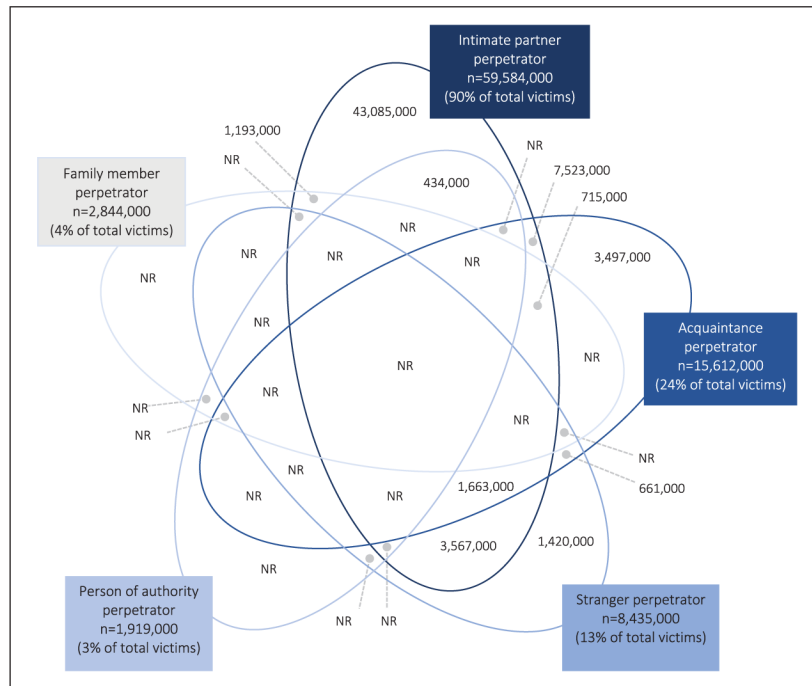 Intimate partner
perpetrator
n=59,584,000
(90% of total victims)
43,085,000
1,193,000
NR
NR
7,523,000
715,000
Family member
perpetrator
n=2,844,000
(4% of total victims)
434,000
NR
NR
NR
NR
3,497,000
NR
NR
Acquaintance
perpetrator
n=15,612,000
(24% of total victims)
NR
NR
NR
NR
NR
NR
NR
NR
661,000
NR
NR
NR
1,663,000
3,567,000
1,420,000
NR
Person of authority
perpetrator
n=1,919,000
(3% of total victims)
NR
NR
Stranger perpetrator
n=8,435,000
(13% of total victims)